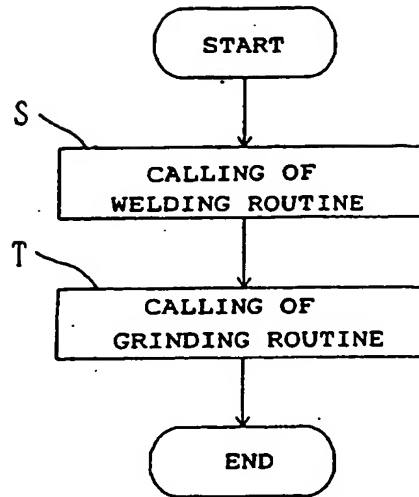 START
S
CALLING OF
WELDING ROUTINE
T
CALLING OF
GRINDING ROUTINE
END